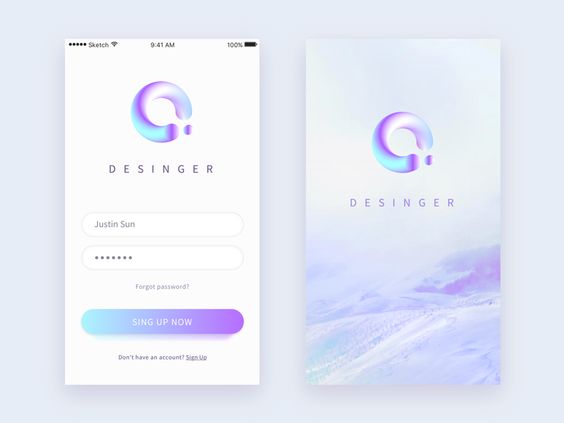 Sketch 9:41 AM 100%
DESINGER
Justin Sun
Forgot password?
SING UP NOW
Don't have an account? Sign Up
DESINGER